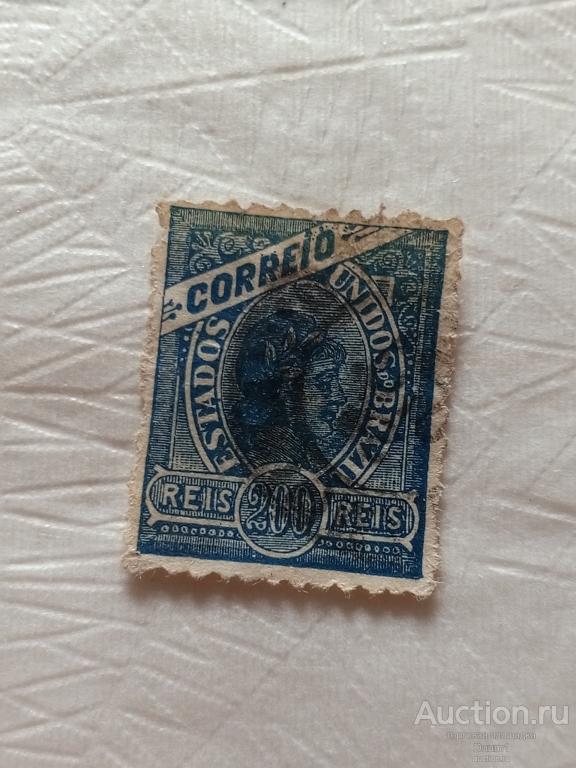 CORREIO
ESTADOS UNIDOS DO BRAZIL
REIS 200 REIS
Auction.ru